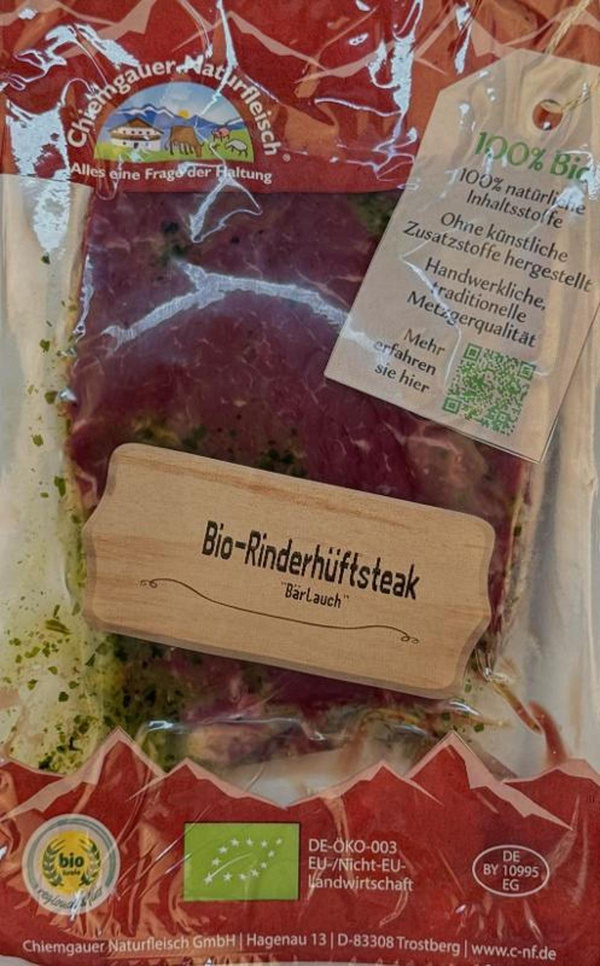 Chiemgauer Naturfleisch
Alles eine Frage der Haltung
100% Bio
100% natürliche
Inhaltsstoffe
Ohne künstliche
Zusatzstoffe hergestellt
Handwerkliche,
traditionelle
Metzgerqualität
Mehr
erfahren
sie hier
Bio-Rinderhüftsteak
"Bärlauch"
bio
DE-ÖKO-003
EU-/Nicht-EU-
Landwirtschaft
DE
BY 10995
EG
Chiemgauer Naturfleisch GmbH | Hagenau 13 | D-83308 Trostberg | www.c-nf.de